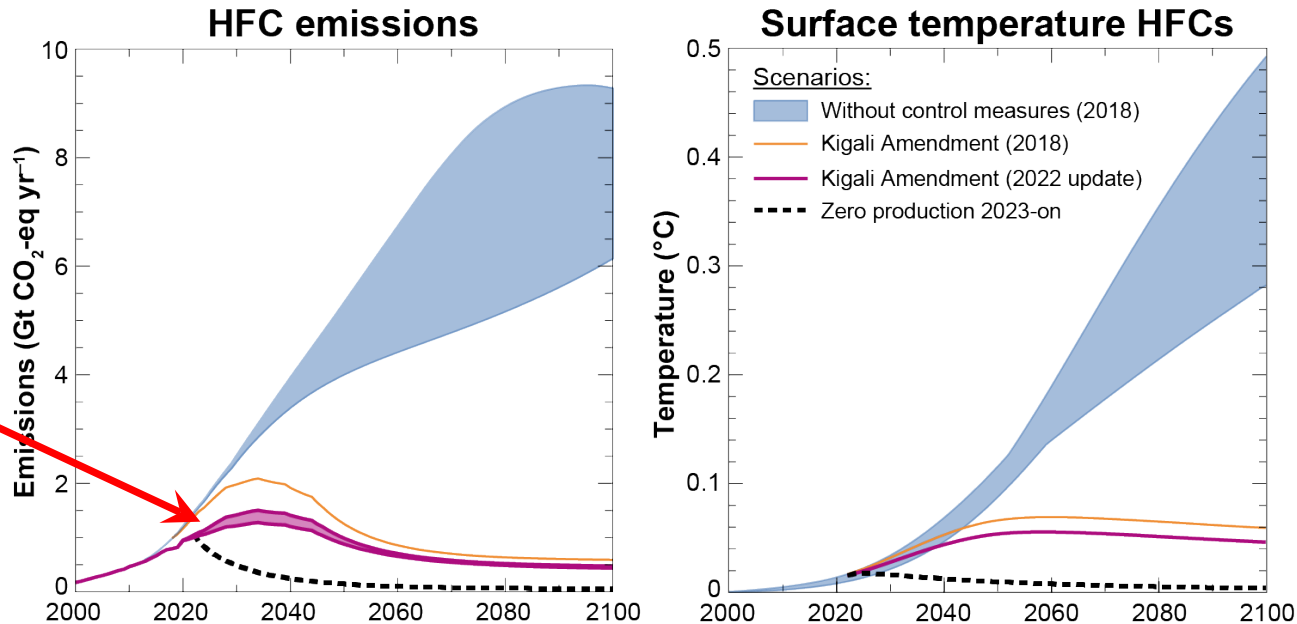 HFC emissions
Emissions (Gt CO₂-eq yr⁻¹)
10
8
6
4
2
0
2000 2020 2040 2060 2080 2100
Surface temperature HFCs
Temperature (°C)
0.5
0.4
0.3
0.2
0.1
0
2000 2020 2040 2060 2080 2100
Scenarios:
Without control measures (2018)
Kigali Amendment (2018)
Kigali Amendment (2022 update)
Zero production 2023-on